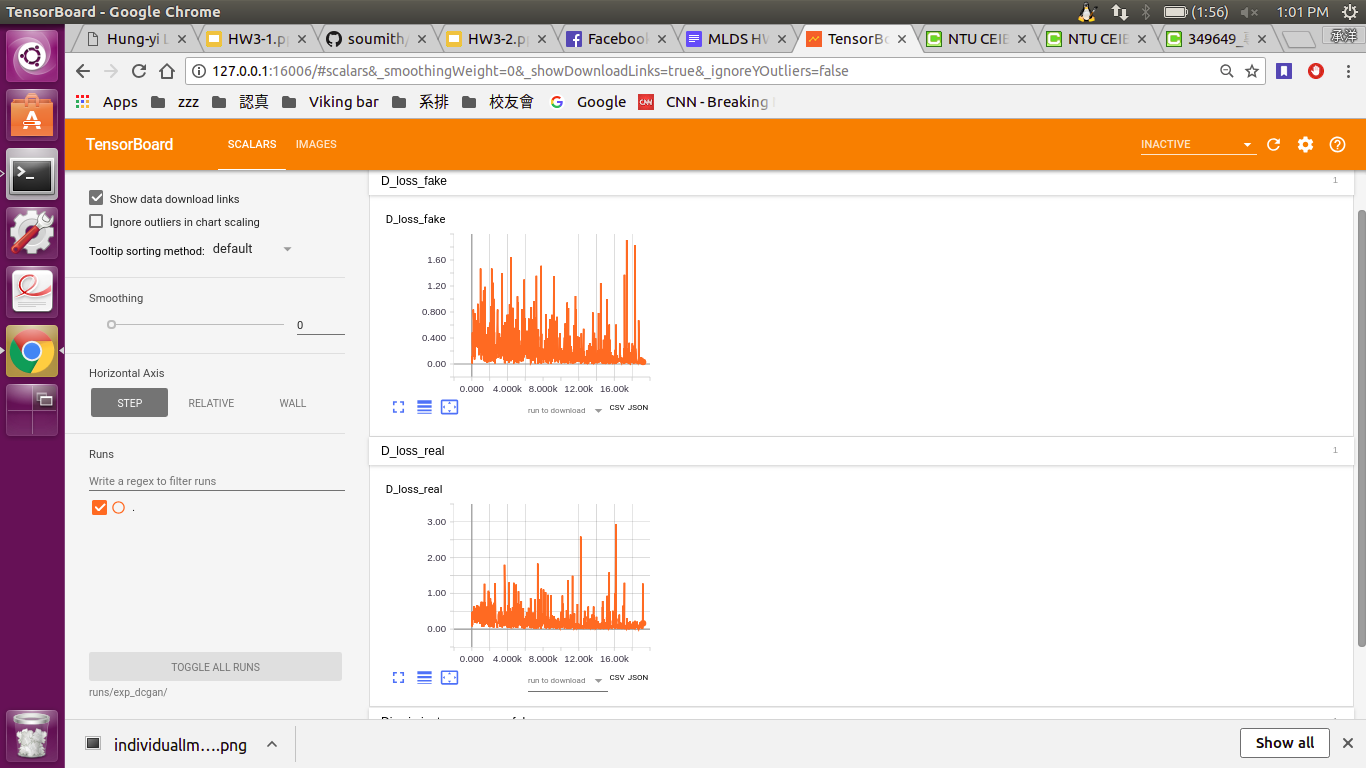 TensorBoard - Google Chrome
(1:56) 1:01 PM
Hung-yi L
HW3-1.p
soumith/
HW3-2.p
Facebook
MLDS HW
TensorBo
NTU CEIB
NTU CEIB
349649_
承洋
127.0.0.1:16006/#scalars&_smoothingWeight=0&_showDownloadLinks=true&_ignoreYOutliers=false
Apps zzz 認真 Viking bar 系排 校友會 Google CNN - Breaking
TensorBoard SCALARS IMAGES INACTIVE
Show data download links
Ignore outliers in chart scaling
Tooltip sorting method: default
Smoothing
0
Horizontal Axis
STEP RELATIVE WALL
Runs
Write a regex to filter runs
.
TOGGLE ALL RUNS
runs/exp_dcgan/
D_loss_fake 1
D_loss_fake
1.60
1.20
0.800
0.400
0.00
0.000 4.000k 8.000k 12.00k 16.00k
run to download CSV JSON
D_loss_real 1
D_loss_real
3.00
2.00
1.00
0.00
0.000 4.000k 8.000k 12.00k 16.00k
run to download CSV JSON
individualIm....png
Show all